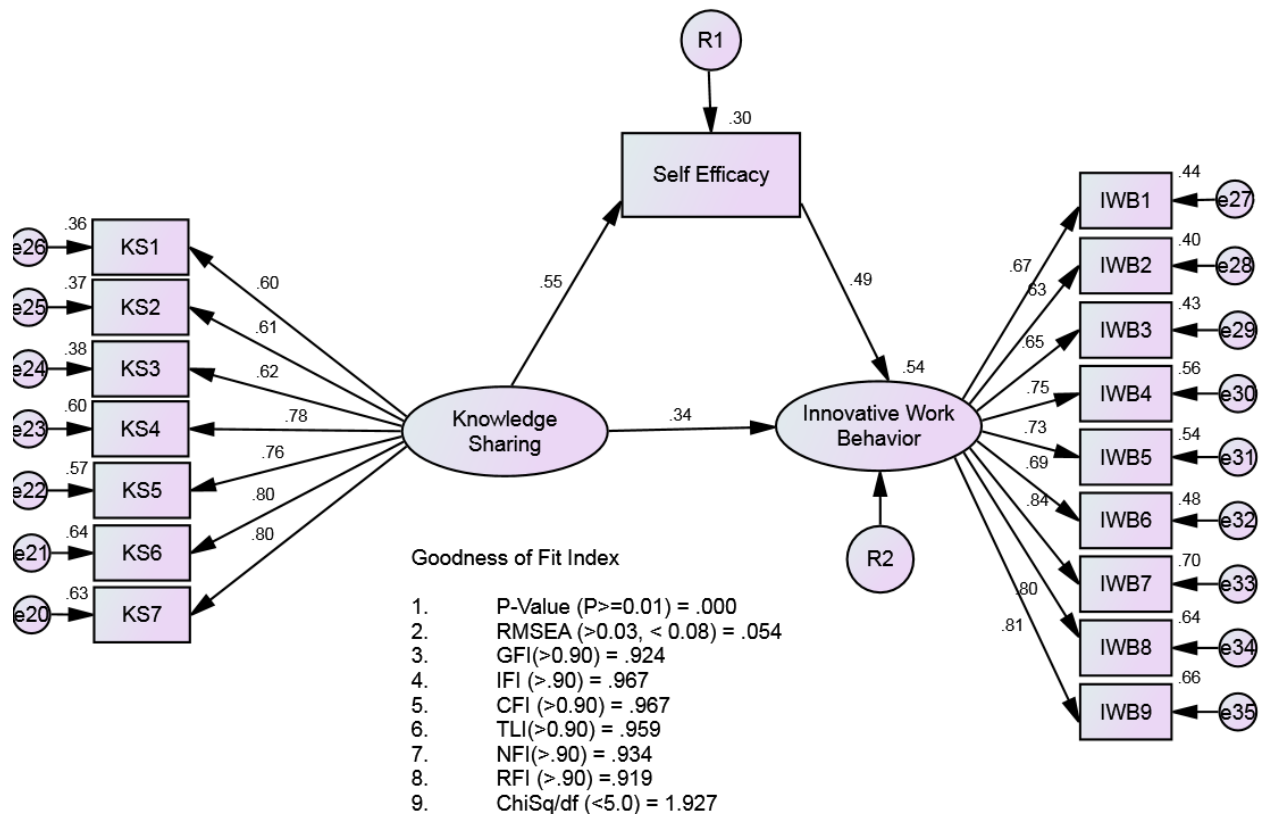 R1
.30
Self Efficacy
.55
.49
.36
e26
KS1
.60
.37
e25
KS2
.61
.38
e24
KS3
.62
.60
e23
KS4
.78
.57
e22
KS5
.76
.64
e21
KS6
.80
.63
e20
KS7
.80
Knowledge
Sharing
.34
.54
Innovative Work
Behavior
R2
.67
IWB1
.44
e27
.63
IWB2
.40
e28
.65
IWB3
.43
e29
.75
IWB4
.56
e30
.73
IWB5
.54
e31
.69
IWB6
.48
e32
.84
IWB7
.70
e33
.80
IWB8
.64
e34
.81
IWB9
.66
e35
Goodness of Fit Index
1. P-Value (P>=0.01) = .000
2. RMSEA (>0.03, < 0.08) = .054
3. GFI(>0.90) = .924
4. IFI (>.90) = .967
5. CFI (>0.90) = .967
6. TLI(>0.90) = .959
7. NFI(>.90) = .934
8. RFI (>.90) =.919
9. ChiSq/df (<5.0) = 1.927